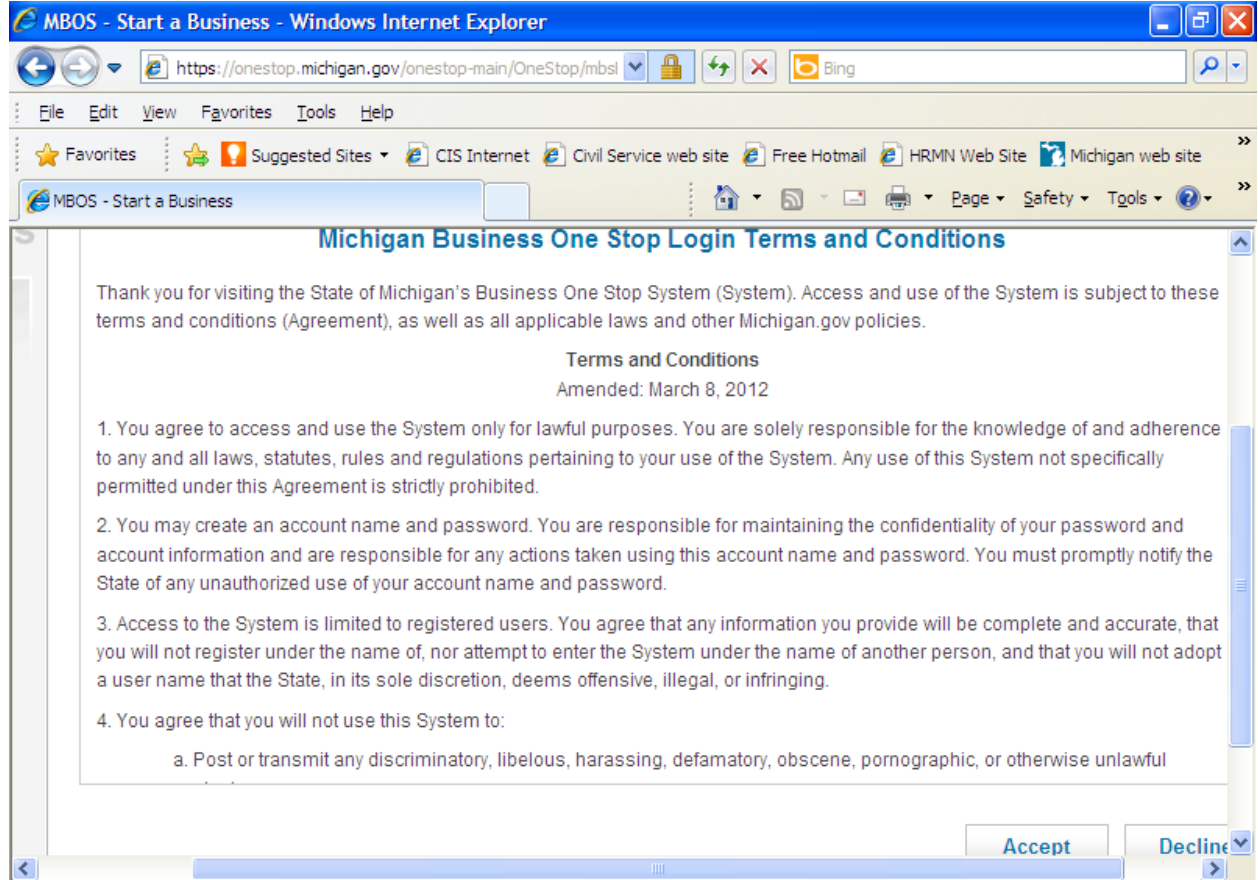 MBOS - Start a Business - Windows Internet Explorer
https://onestop.michigan.gov/onestop-main/OneStop/mbsl
Bing
File Edit View Favorites Tools Help
Favorites Suggested Sites CIS Internet Civil Service web site Free Hotmail HRMN Web Site Michigan web site »
MBOS - Start a Business Page Safety Tools »
S
Michigan Business One Stop Login Terms and Conditions
Thank you for visiting the State of Michigan's Business One Stop System (System). Access and use of the System is subject to these
terms and conditions (Agreement), as well as all applicable laws and other Michigan.gov policies.
Terms and Conditions
Amended: March 8, 2012
1. You agree to access and use the System only for lawful purposes. You are solely responsible for the knowledge of and adherence
to any and all laws, statutes, rules and regulations pertaining to your use of the System. Any use of this System not specifically
permitted under this Agreement is strictly prohibited.
2. You may create an account name and password. You are responsible for maintaining the confidentiality of your password and
account information and are responsible for any actions taken using this account name and password. You must promptly notify the
State of any unauthorized use of your account name and password.
3. Access to the System is limited to registered users. You agree that any information you provide will be complete and accurate, that
you will not register under the name of, nor attempt to enter the System under the name of another person, and that you will not adopt
a user name that the State, in its sole discretion, deems offensive, illegal, or infringing.
4. You agree that you will not use this System to:
a. Post or transmit any discriminatory, libelous, harassing, defamatory, obscene, pornographic, or otherwise unlawful
Accept Decline